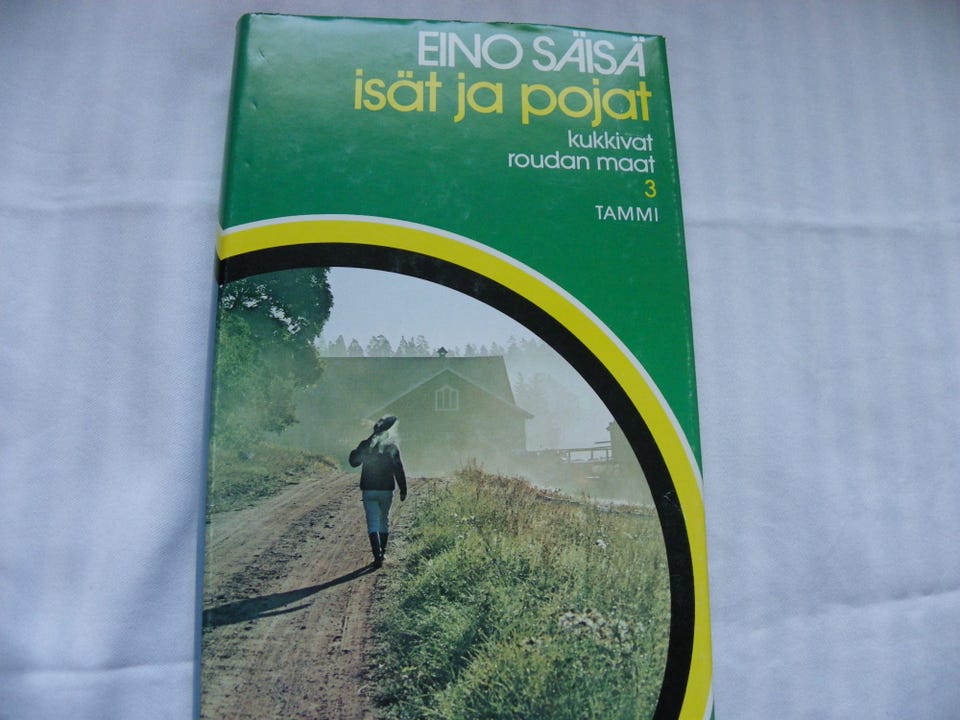 EINO SÄISÄ
isät ja pojat
kukkivat
roudan maat
3
TAMMI